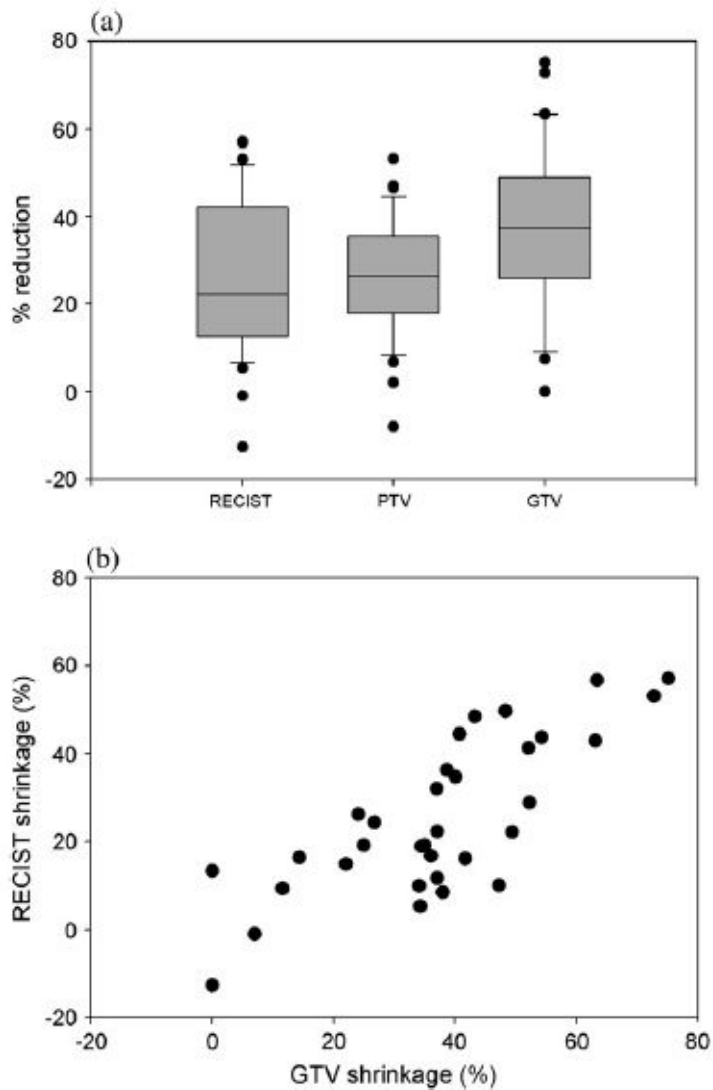 (a)
80
60
40
20
0
-20
% reduction
RECIST PTV GTV
(b)
80
60
40
20
0
-20
RECIST shrinkage (%)
-20 0 20 40 60 80
GTV shrinkage (%)